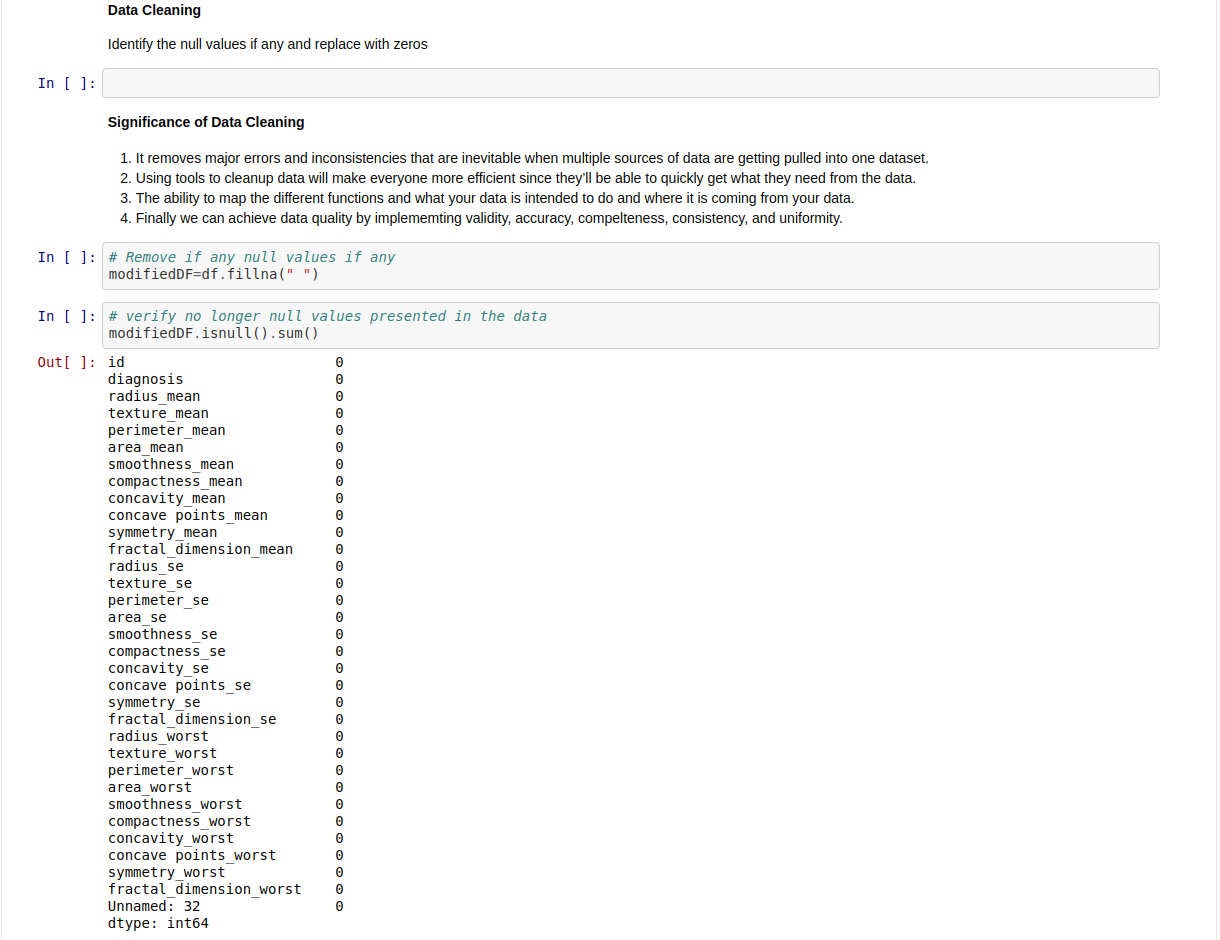 Data Cleaning
Identify the null values if any and replace with zeros
In [ ]:
Significance of Data Cleaning
1. It removes major errors and inconsistencies that are inevitable when multiple sources of data are getting pulled into one dataset.
2. Using tools to cleanup data will make everyone more efficient since they’ll be able to quickly get what they need from the data.
3. The ability to map the different functions and what your data is intended to do and where it is coming from your data.
4. Finally we can achieve data quality by implememting validity, accuracy, compelteness, consistency, and uniformity.
In [ ]: # Remove if any null values if any
modifiedDF=df.fillna(" ")
In [ ]: # verify no longer null values presented in the data
modifiedDF.isnull().sum()
Out[ ]: id 0
diagnosis 0
radius_mean 0
texture_mean 0
perimeter_mean 0
area_mean 0
smoothness_mean 0
compactness_mean 0
concavity_mean 0
concave points_mean 0
symmetry_mean 0
fractal_dimension_mean 0
radius_se 0
texture_se 0
perimeter_se 0
area_se 0
smoothness_se 0
compactness_se 0
concavity_se 0
concave points_se 0
symmetry_se 0
fractal_dimension_se 0
radius_worst 0
texture_worst 0
perimeter_worst 0
area_worst 0
smoothness_worst 0
compactness_worst 0
concavity_worst 0
concave points_worst 0
symmetry_worst 0
fractal_dimension_worst 0
Unnamed: 32 0
dtype: int64